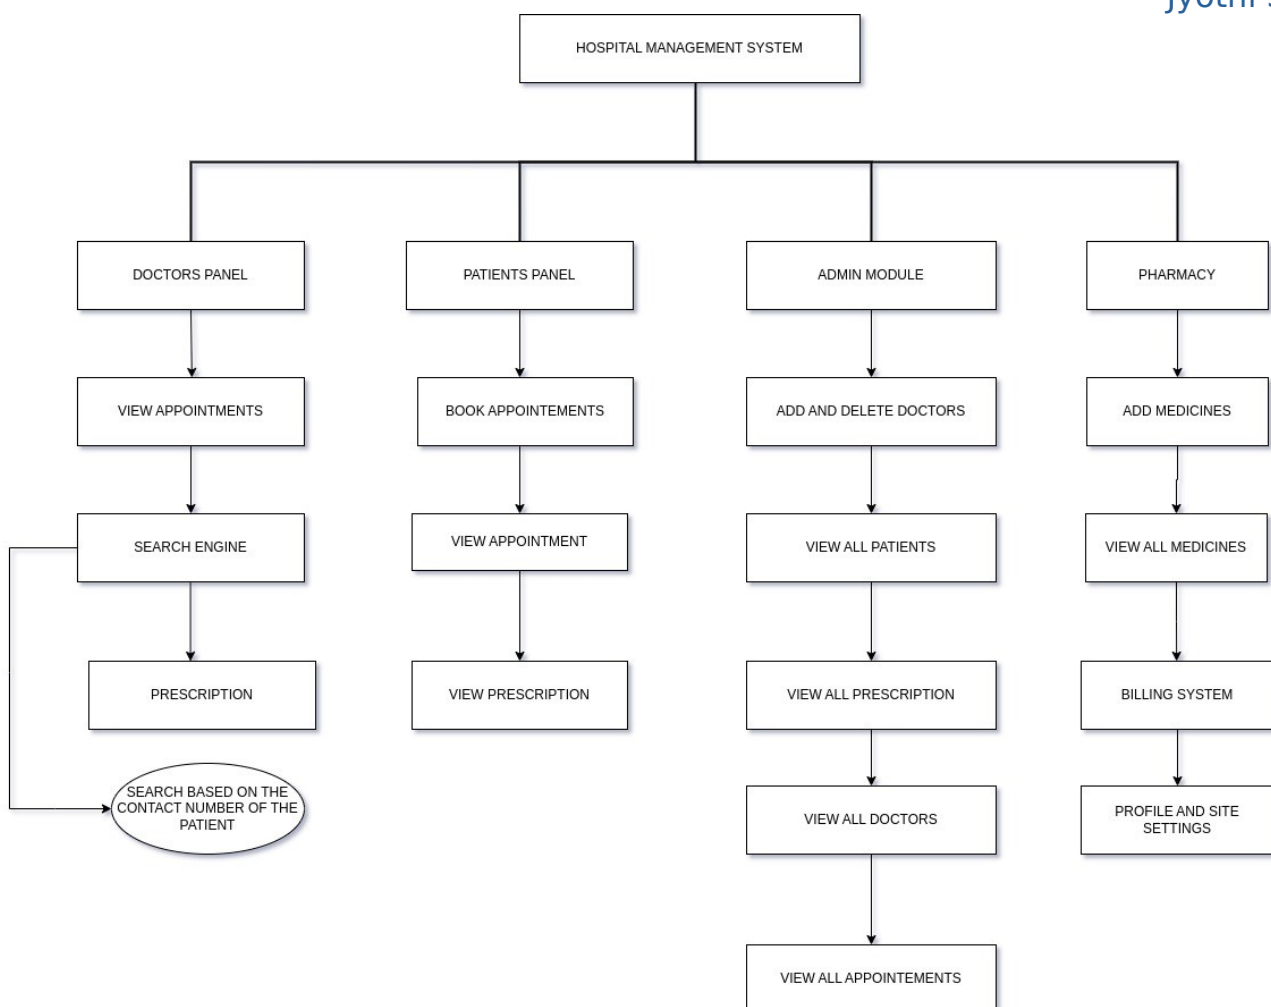 jyothi s
HOSPITAL MANAGEMENT SYSTEM
DOCTORS PANEL
PATIENTS PANEL
ADMIN MODULE
PHARMACY
VIEW APPOINTMENTS
BOOK APPOINTEMENTS
ADD AND DELETE DOCTORS
ADD MEDICINES
SEARCH ENGINE
VIEW APPOINTMENT
VIEW ALL PATIENTS
VIEW ALL MEDICINES
PRESCRIPTION
VIEW PRESCRIPTION
VIEW ALL PRESCRIPTION
BILLING SYSTEM
SEARCH BASED ON THE
CONTACT NUMBER OF THE
PATIENT
VIEW ALL DOCTORS
PROFILE AND SITE
SETTINGS
VIEW ALL APPOINTEMENTS